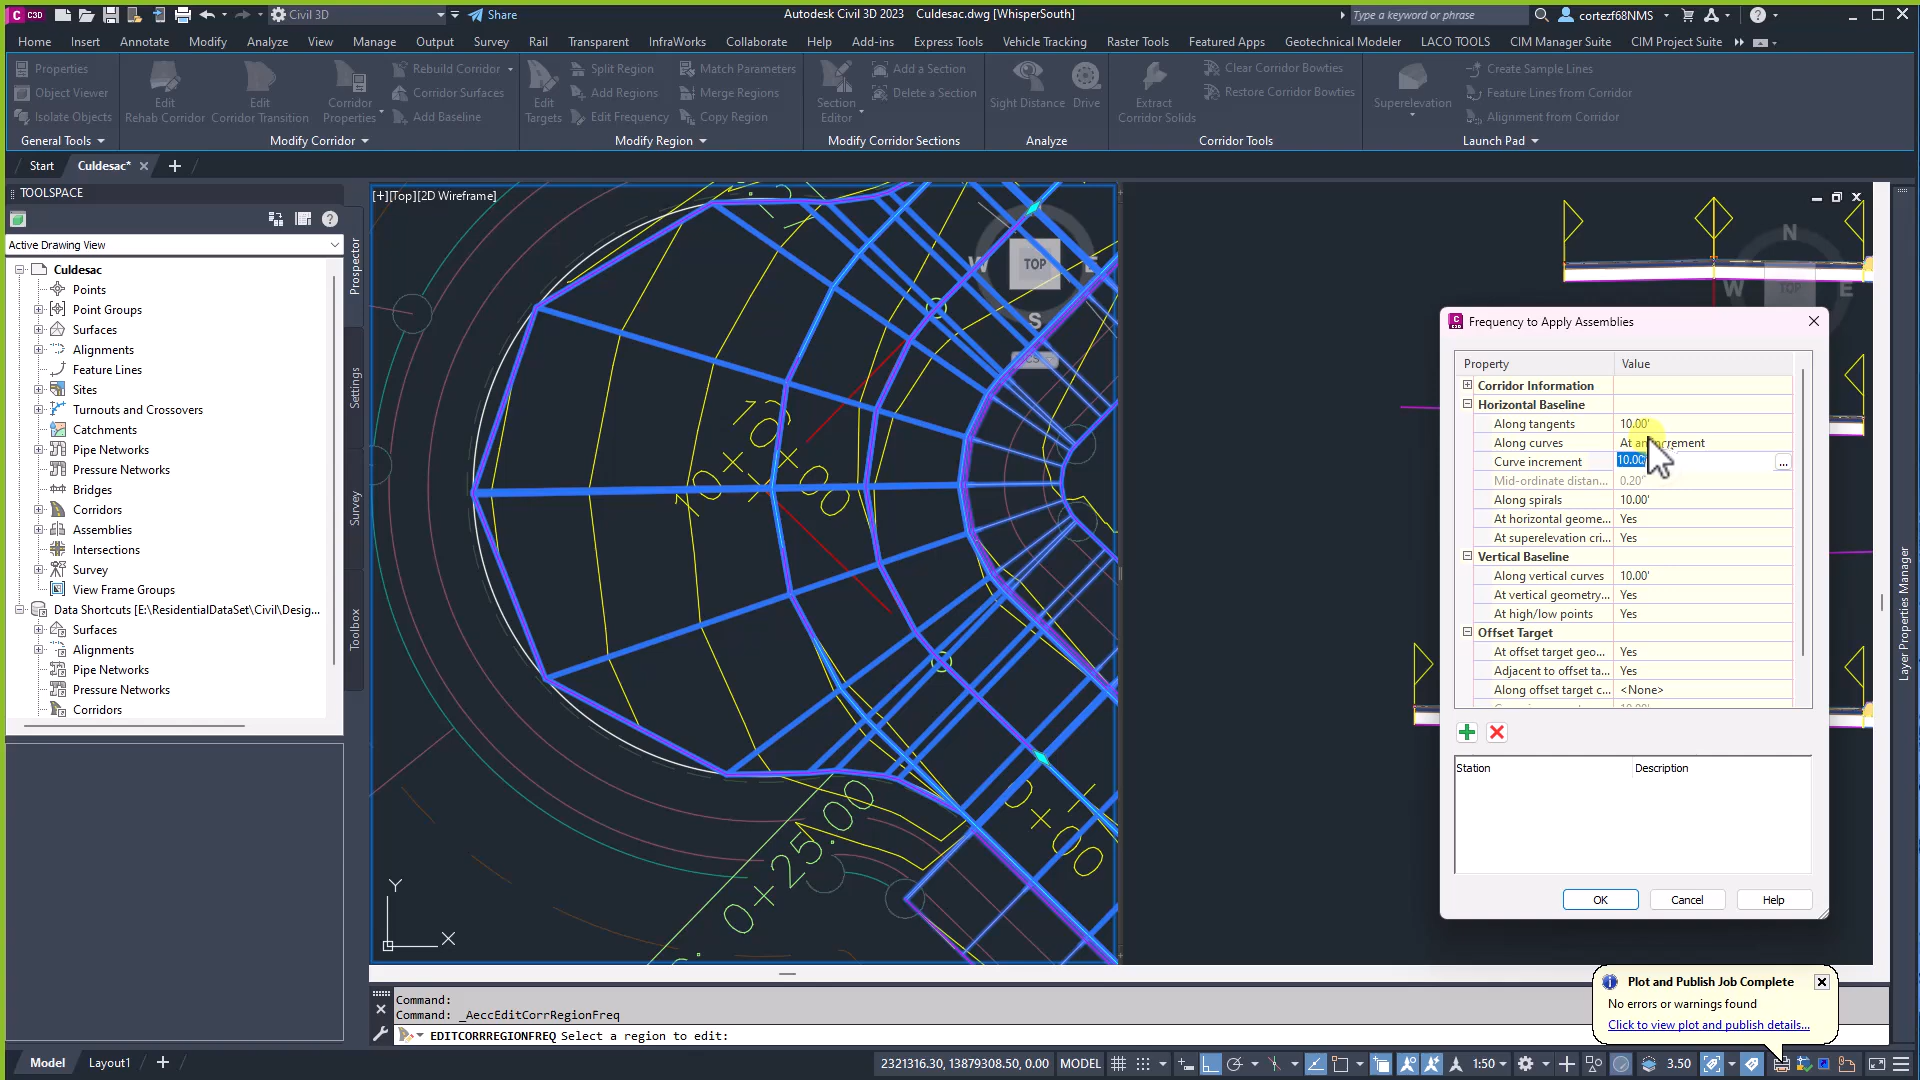 C3D
Civil 3D
Share
Autodesk Civil 3D 2023 Culdesac.dwg [WhisperSouth]
Type a keyword or phrase
cortezf68NMS
Home Insert Annotate Modify Analyze View Manage Output Survey Rail Transparent InfraWorks Collaborate Help Add-ins Express Tools Vehicle Tracking Raster Tools Featured Apps Geotechnical Modeler LACO TOOLS CIM Manager Suite CIM Project Suite
Properties
Object Viewer
Isolate Objects
General Tools
Edit
Rehab Corridor
Edit
Corridor Transition
Corridor
Properties
Rebuild Corridor
Corridor Surfaces
Add Baseline
Modify Corridor
Edit
Targets
Split Region
Add Regions
Edit Frequency
Match Parameters
Merge Regions
Copy Region
Modify Region
Section
Editor
Add a Section
Delete a Section
Modify Corridor Sections
Sight Distance
Drive
Analyze
Extract
Corridor Solids
Clear Corridor Bowties
Restore Corridor Bowties
Corridor Tools
Superelevation
Create Sample Lines
Feature Lines from Corridor
Alignment from Corridor
Launch Pad
Start
Culdesac*
TOOLSPACE
Active Drawing View
Culdesac
Points
Point Groups
Surfaces
Alignments
Feature Lines
Sites
Turnouts and Crossovers
Catchments
Pipe Networks
Pressure Networks
Bridges
Corridors
Assemblies
Intersections
Survey
View Frame Groups
Data Shortcuts [E:\ResidentialDataSet\Civil\Desig...
Surfaces
Alignments
Pipe Networks
Pressure Networks
Corridors
Prospector
Settings
Survey
Toolbox
[+][Top][2D Wireframe]
TOP
W
E
S
0+25.00
Y
X
N
W
TOP
E
Frequency to Apply Assemblies
Property Value
Corridor Information
Horizontal Baseline
Along tangents 10.00'
Along curves At an increment
Curve increment 10.00 ...
Mid-ordinate distan... 0.20'
Along spirals 10.00'
At horizontal geome... Yes
At superelevation cri... Yes
Vertical Baseline
Along vertical curves 10.00'
At vertical geometry... Yes
At high/low points Yes
Offset Target
At offset target geo... Yes
Adjacent to offset ta... Yes
Along offset target c... <None>
Station Description
OK Cancel Help
Layer Properties Manager
Plot and Publish Job Complete
No errors or warnings found
Click to view plot and publish details...
Command:
Command: _AeccEditCorrRegionFreq
EDITCORRREGIONFREQ Select a region to edit:
Model Layout1
2321316.30, 13879308.50, 0.00 MODEL 1:50 3.50